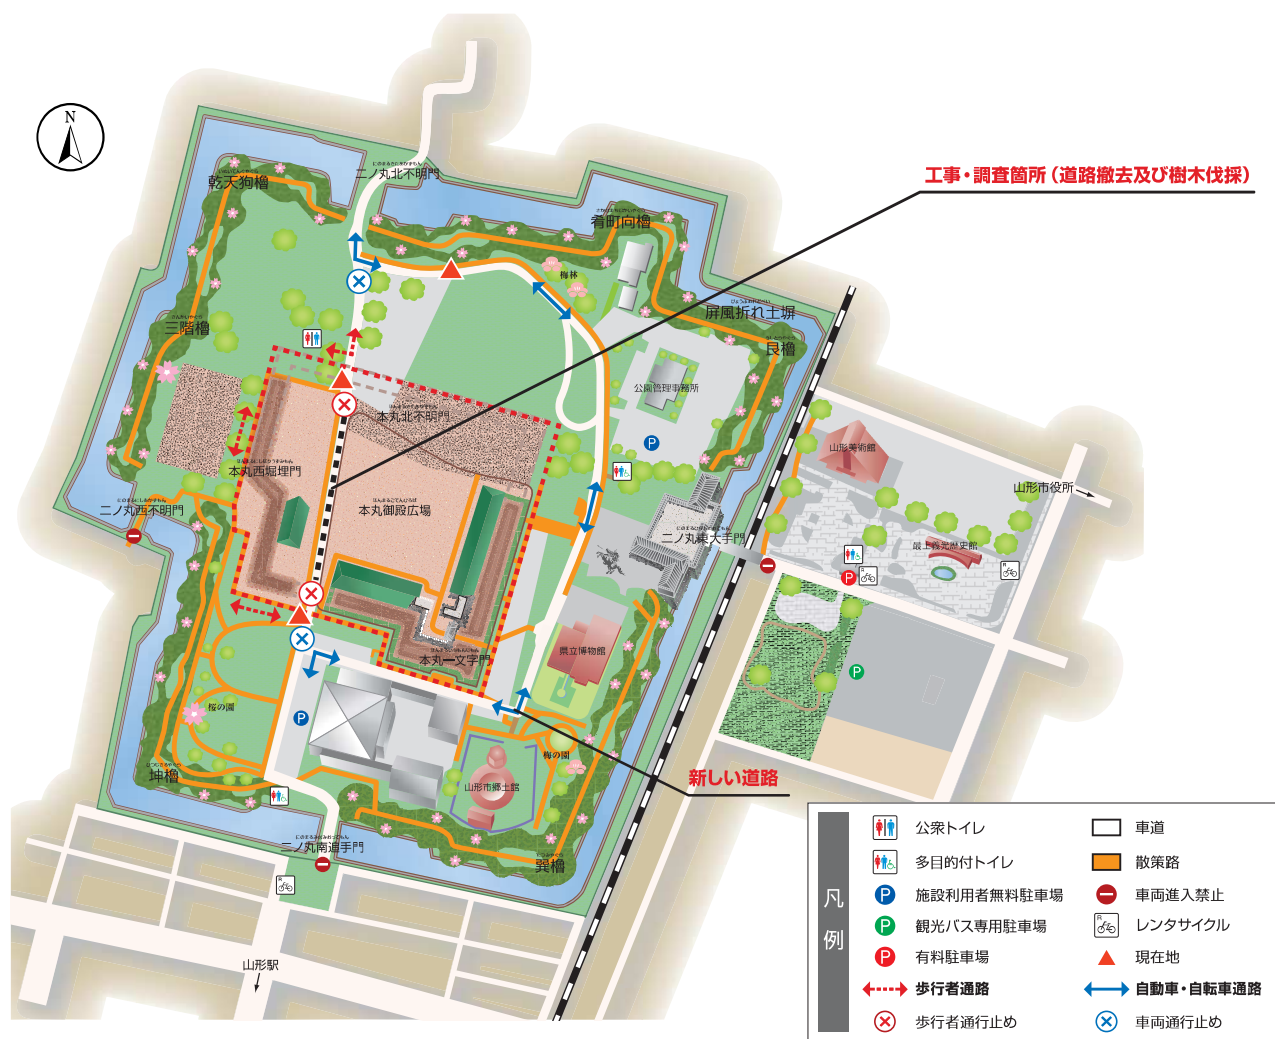 N
二ノ丸北不明門
乾天狗櫓
肴町向櫓
工事・調査箇所（道路撤去及び樹木伐採）
梅林
屏風折れ土塀
三階櫓
艮櫓
公園管理事務所
本丸北不明門
P
山形美術館
本丸西堀埋門
山形市役所
本丸御殿広場
二ノ丸西不明門
二ノ丸東大手門
最上義光歴史館
P
R
R
県立博物館
本丸一文字門
P
桜の園
P
梅の園
新しい道路
坤櫓
山形市郷土館
二ノ丸南追手門
巽櫓
R
山形駅
凡例
公衆トイレ
車道
多目的付トイレ
散策路
P 施設利用者無料駐車場
車両進入禁止
P 観光バス専用駐車場
R レンタサイクル
P 有料駐車場
現在地
歩行者通路
自動車・自転車通路
歩行者通行止め
車両通行止め